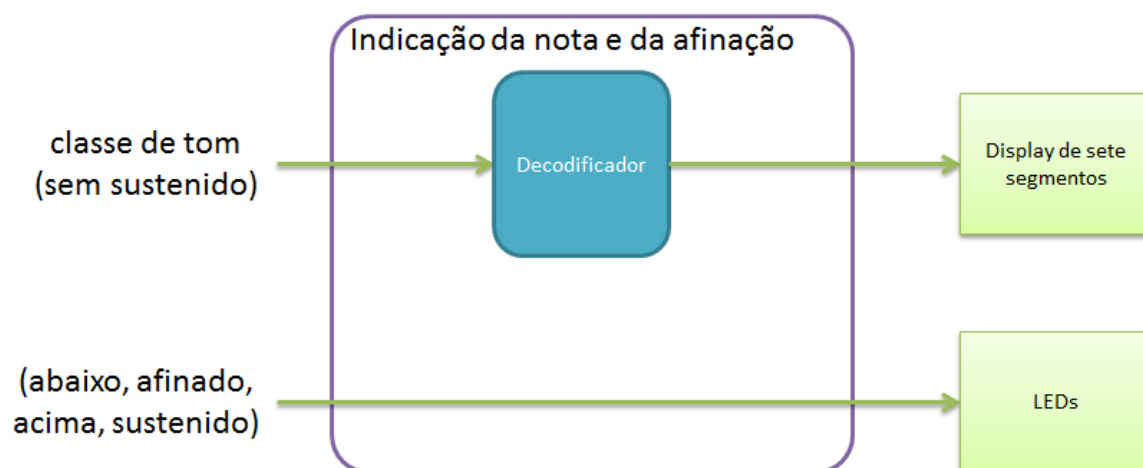 Indicação da nota e da afinação
classe de tom
(sem sustenido)
Decodificador
Display de sete
segmentos
(abaixo, afinado,
acima, sustenido)
LEDs